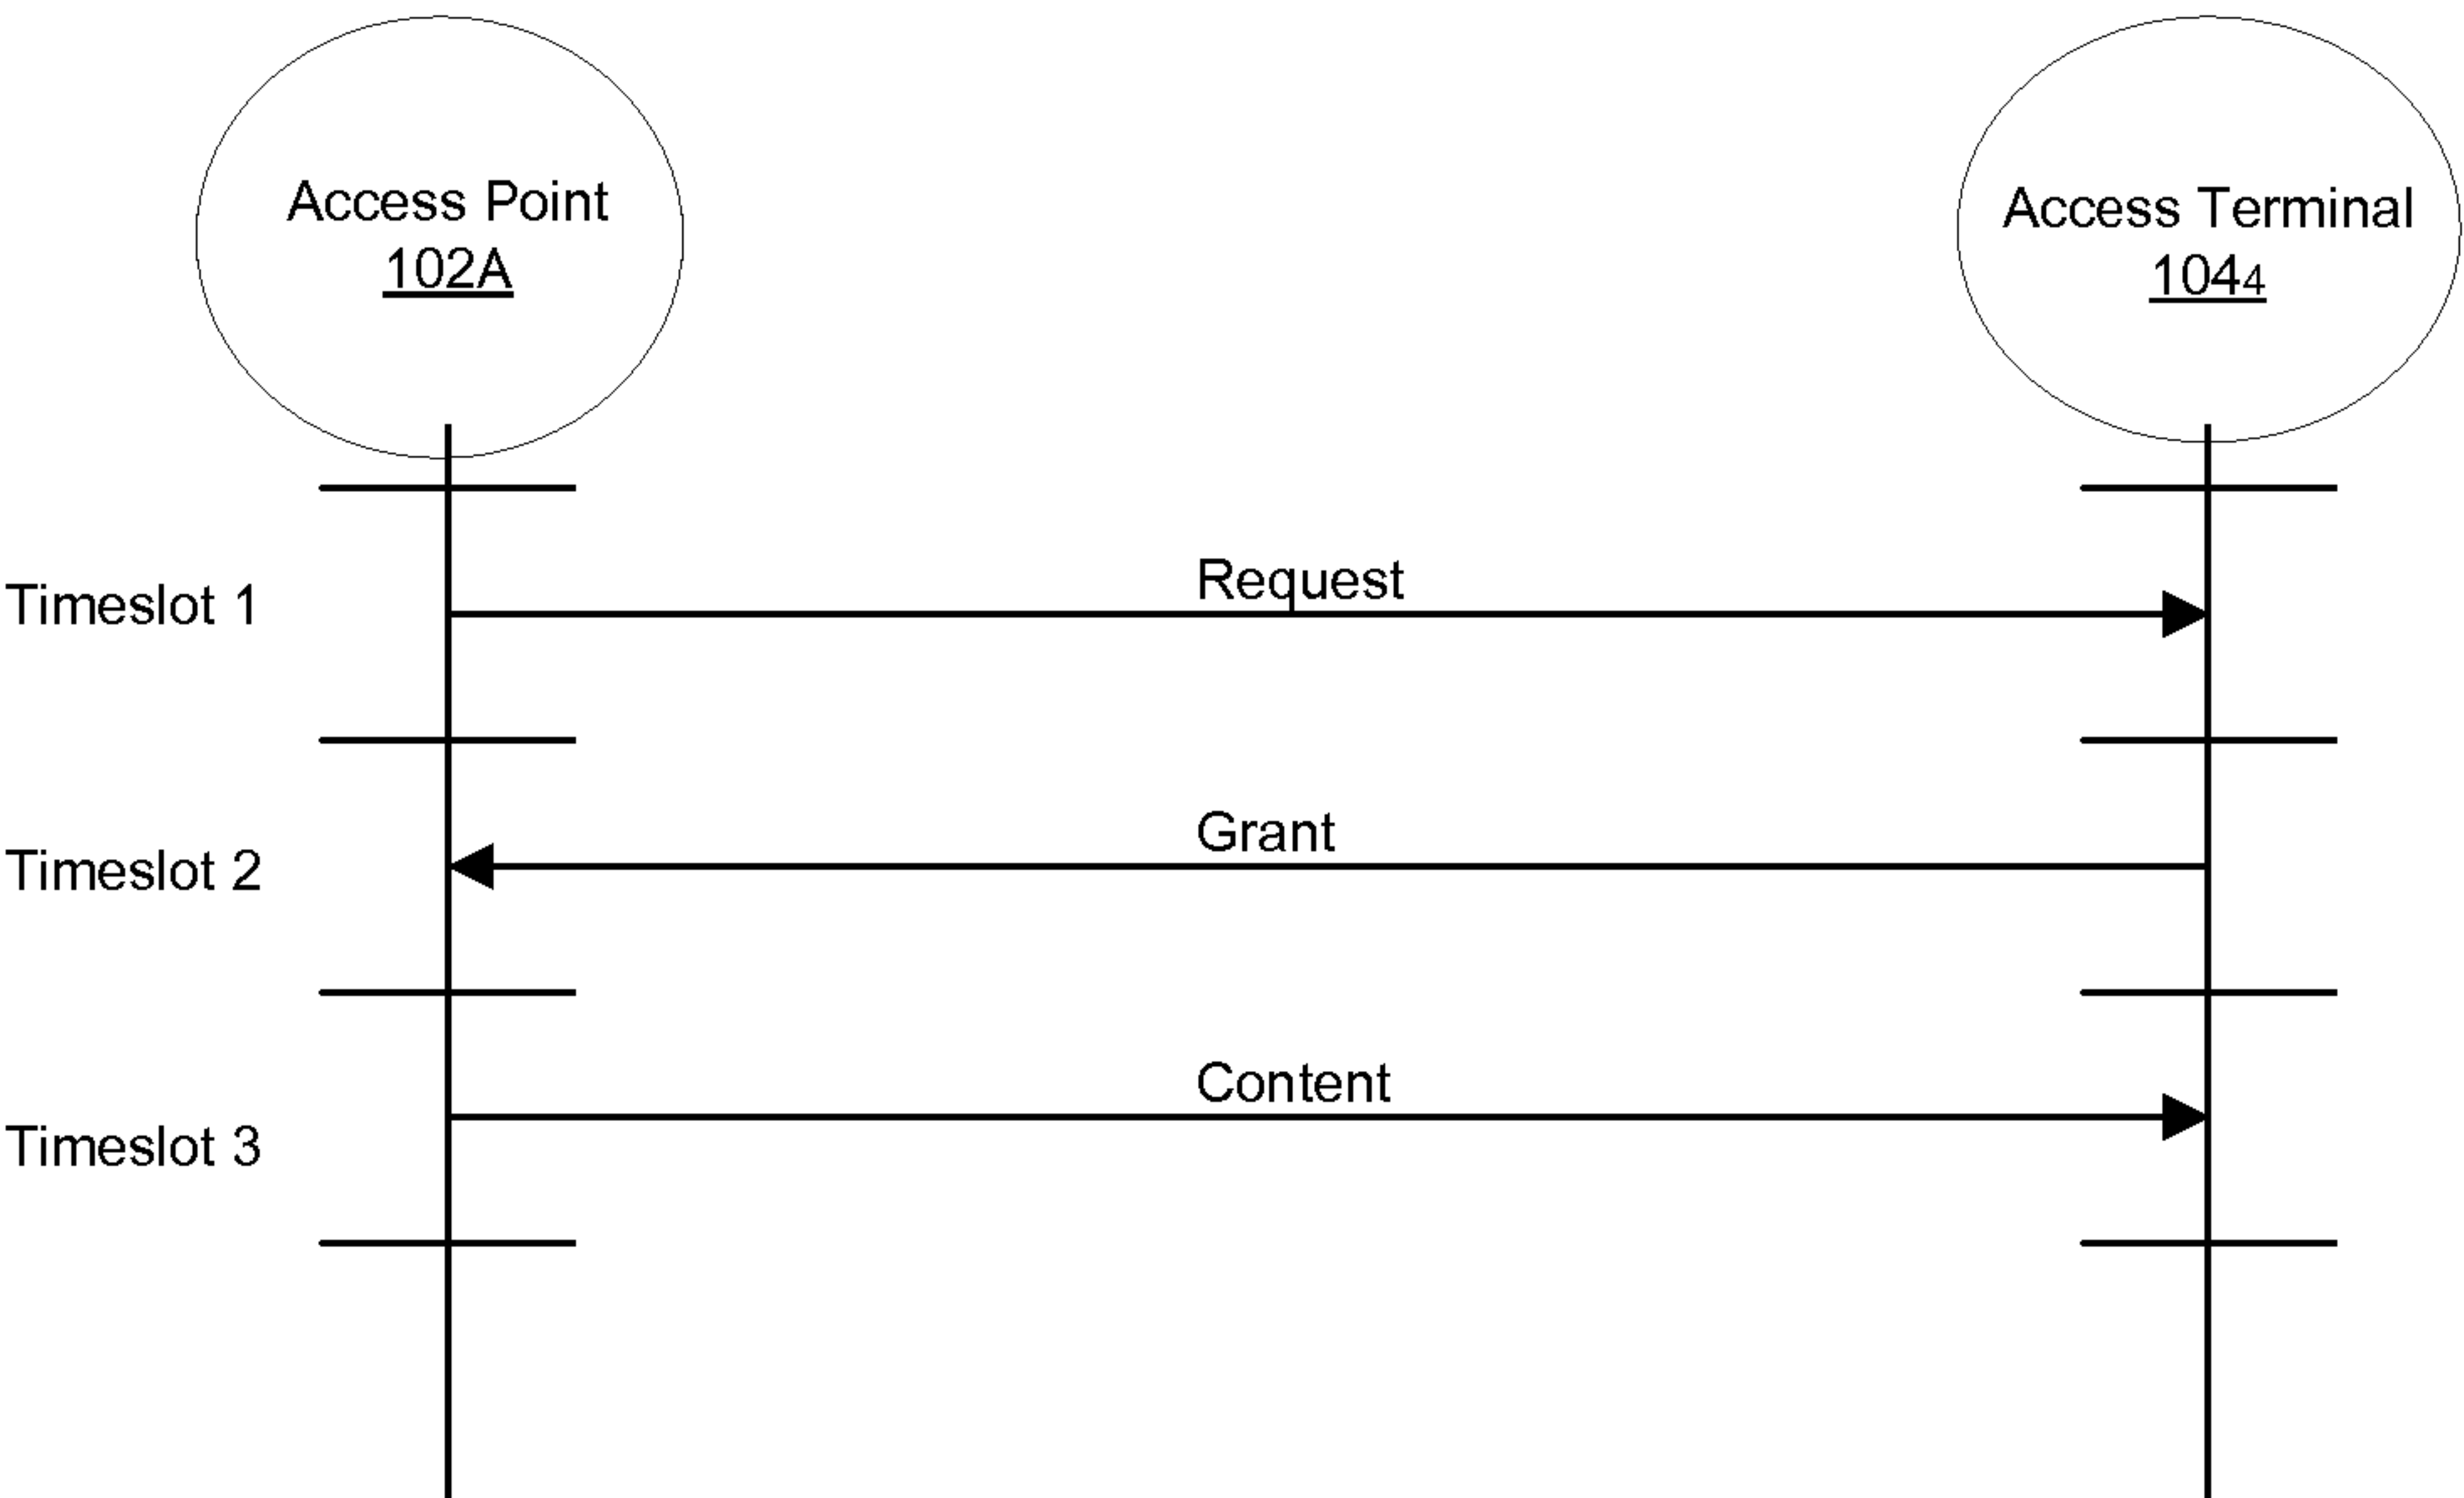 Access Point
102A
Access Terminal
104₄
Request
Timeslot 1
Grant
Timeslot 2
Content
Timeslot 3